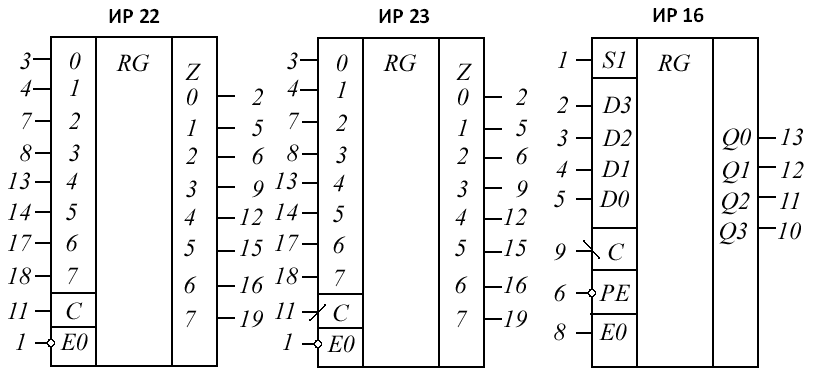 ИР 22 ИР 23 ИР 16
3 0 RG Z 3 0 RG Z 1 S1 RG
4 1 0 2 4 1 0 2 2 D3
7 2 1 5 7 2 1 5 3 D2 Q0 13
8 3 2 6 8 3 2 6 4 D1 Q1 12
13 4 3 9 13 4 3 9 5 D0 Q2 11
14 5 4 12 14 5 4 12 Q3 10
17 6 5 15 17 6 5 15 9 C
18 7 6 16 18 7 6 16 6 PE
11 C 7 19 11 C 7 19 8 E0
1 E0 1 E0